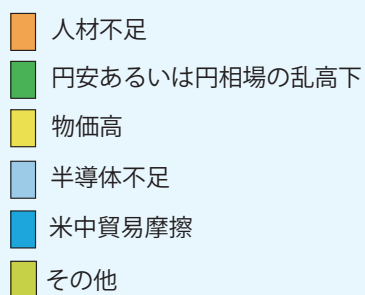 人材不足
円安あるいは円相場の乱高下
物価高
半導体不足
米中貿易摩擦
その他